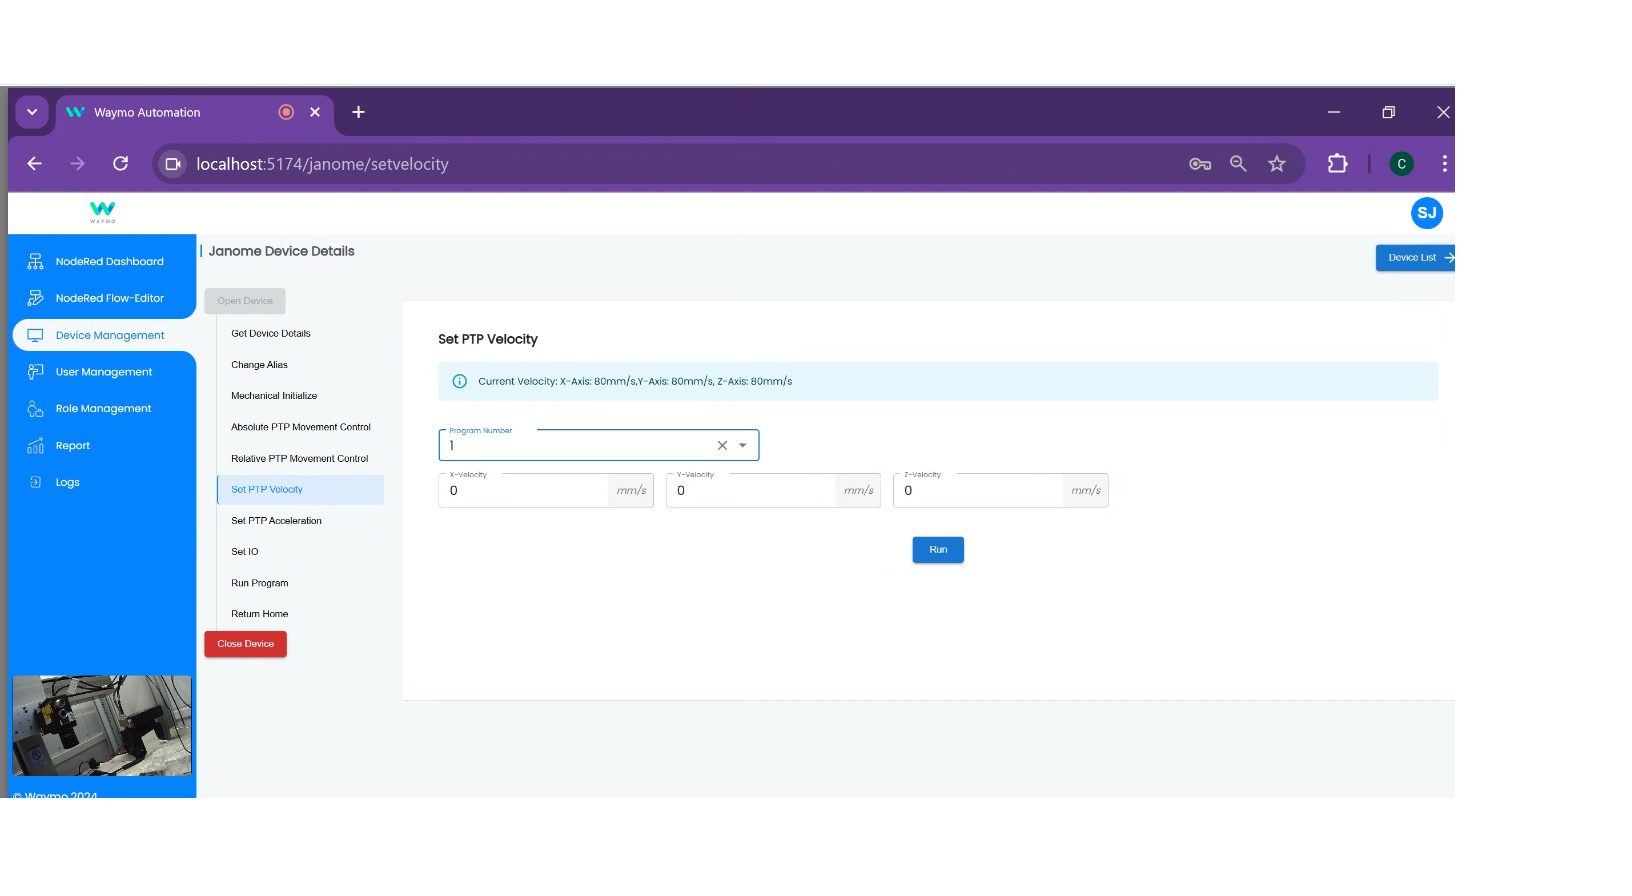 Waymo Automation
localhost:5174/janome/setvelocity
C
WAYMO
SJ
NodeRed Dashboard
NodeRed Flow-Editor
Device Management
User Management
Role Management
Report
Logs
© Waymo 2024
Janome Device Details
Device List
Open Device
Get Device Details
Change Alias
Mechanical Initialize
Absolute PTP Movement Control
Relative PTP Movement Control
Set PTP Velocity
Set PTP Acceleration
Set IO
Run Program
Return Home
Close Device
Set PTP Velocity
Current Velocity: X-Axis: 80mm/s,Y-Axis: 80mm/s, Z-Axis: 80mm/s
Program Number
1
X-Velocity
0 mm/s
Y-Velocity
0 mm/s
Z-Velocity
0 mm/s
Run